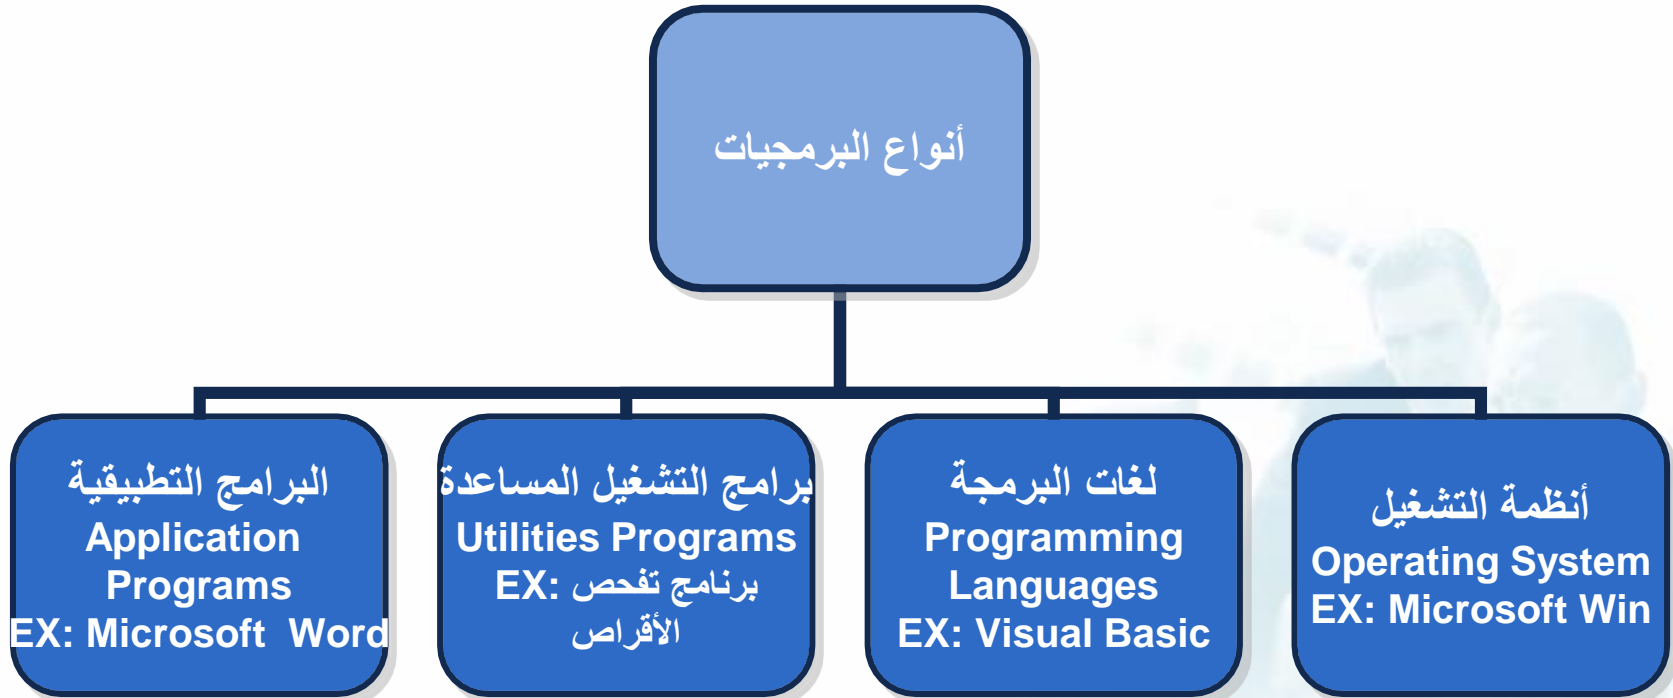 أنواع البرمجيات
أنظمة التشغيل
Operating System
EX: Microsoft Win
لغات البرمجة
Programming
Languages
EX: Visual Basic
برامج التشغيل المساعدة
Utilities Programs
EX: برنامج تفحص
الأقراص
البرامج التطبيقية
Application
Programs
EX: Microsoft Word